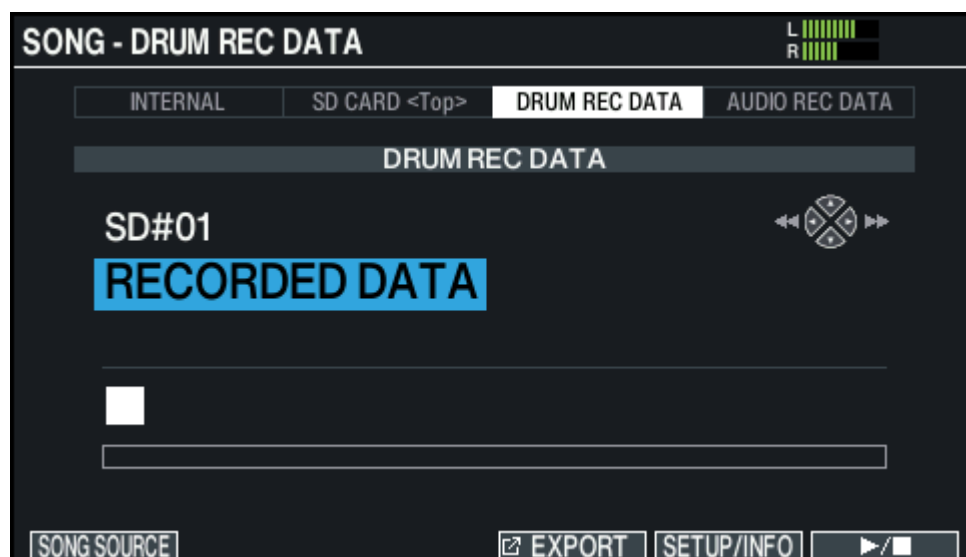 SONG - DRUM REC DATA
L
R
INTERNAL SD CARD <Top> DRUM REC DATA AUDIO REC DATA
DRUM REC DATA
SD#01
RECORDED DATA
SONG SOURCE EXPORT SETUP/INFO ▶/■